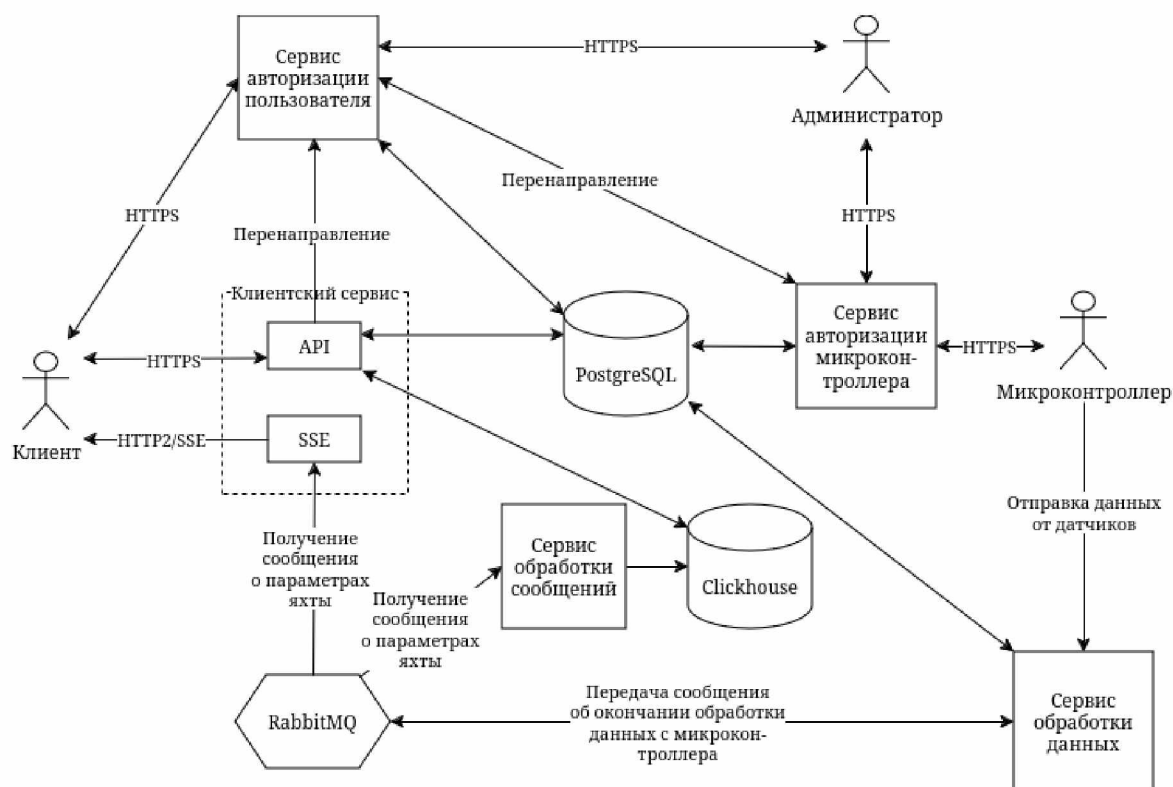 Сервис
авторизации
пользователя
HTTPS
Администратор
Перенаправление
HTTPS
HTTPS
Перенаправление
Клиентский сервис
API
HTTPS
PostgreSQL
Сервис
авторизации
микрокон-
троллера
HTTPS
Микроконтроллер
Клиент
HTTP2/SSE
SSE
Отправка данных
от датчиков
Получение
сообщения
о параметрах
яхты
Сервис
обработки
сообщений
Clickhouse
Получение
сообщения
о параметрах
яхты
RabbitMQ
Передача сообщения
об окончании обработки
данных с микрокон-
троллера
Сервис
обработки
данных